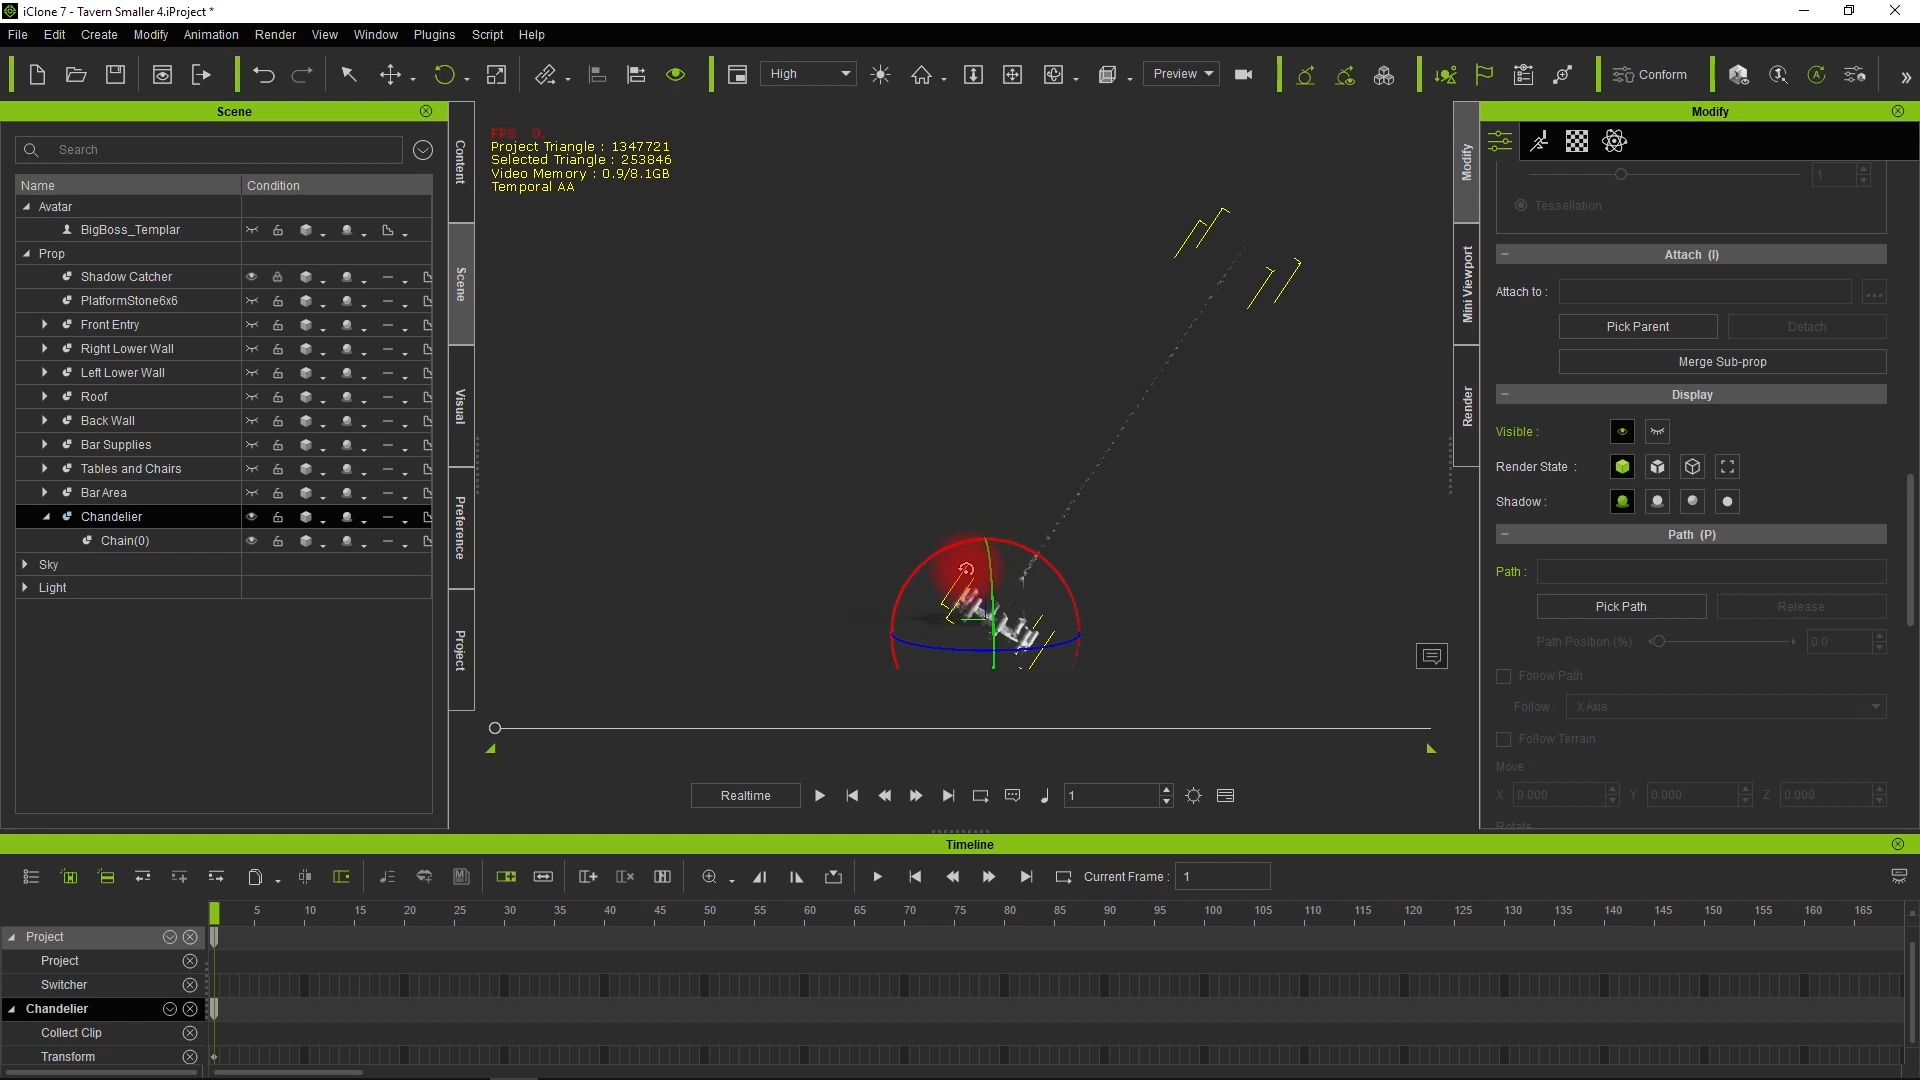 iClone 7 - Tavern Smaller 4.iProject *
File Edit Create Modify Animation Render View Window Plugins Script Help
High Preview Conform
Scene
Search
Name Condition
Avatar
BigBoss_Templar
Prop
Shadow Catcher
PlatformStone6x6
Front Entry
Right Lower Wall
Left Lower Wall
Roof
Back Wall
Bar Supplies
Tables and Chairs
Bar Area
Chandelier
Chain(0)
Sky
Light
Content
Scene
Visual
Preference
Project
FPS : 0.
Project Triangle : 1347721
Selected Triangle : 253846
Video Memory : 0.9/8.1GB
Temporal AA
Modify
Mini Viewport
Render
Modify
1
Tessellation
Attach (I)
Attach to :
...
Pick Parent Detach
Merge Sub-prop
Display
Visible :
Render State :
Shadow :
Path (P)
Path :
Pick Path Release
Path Position (%) : 0.0
Follow Path
Follow : X Axis
Follow Terrain
Move :
X 0.000 Y 0.000 Z 0.000
Rotate :
Realtime 1
Timeline
Current Frame : 1
5 10 15 20 25 30 35 40 45 50 55 60 65 70 75 80 85 90 95 100 105 110 115 120 125 130 135 140 145 150 155 160 165
Project
Project
Switcher
Chandelier
Collect Clip
Transform